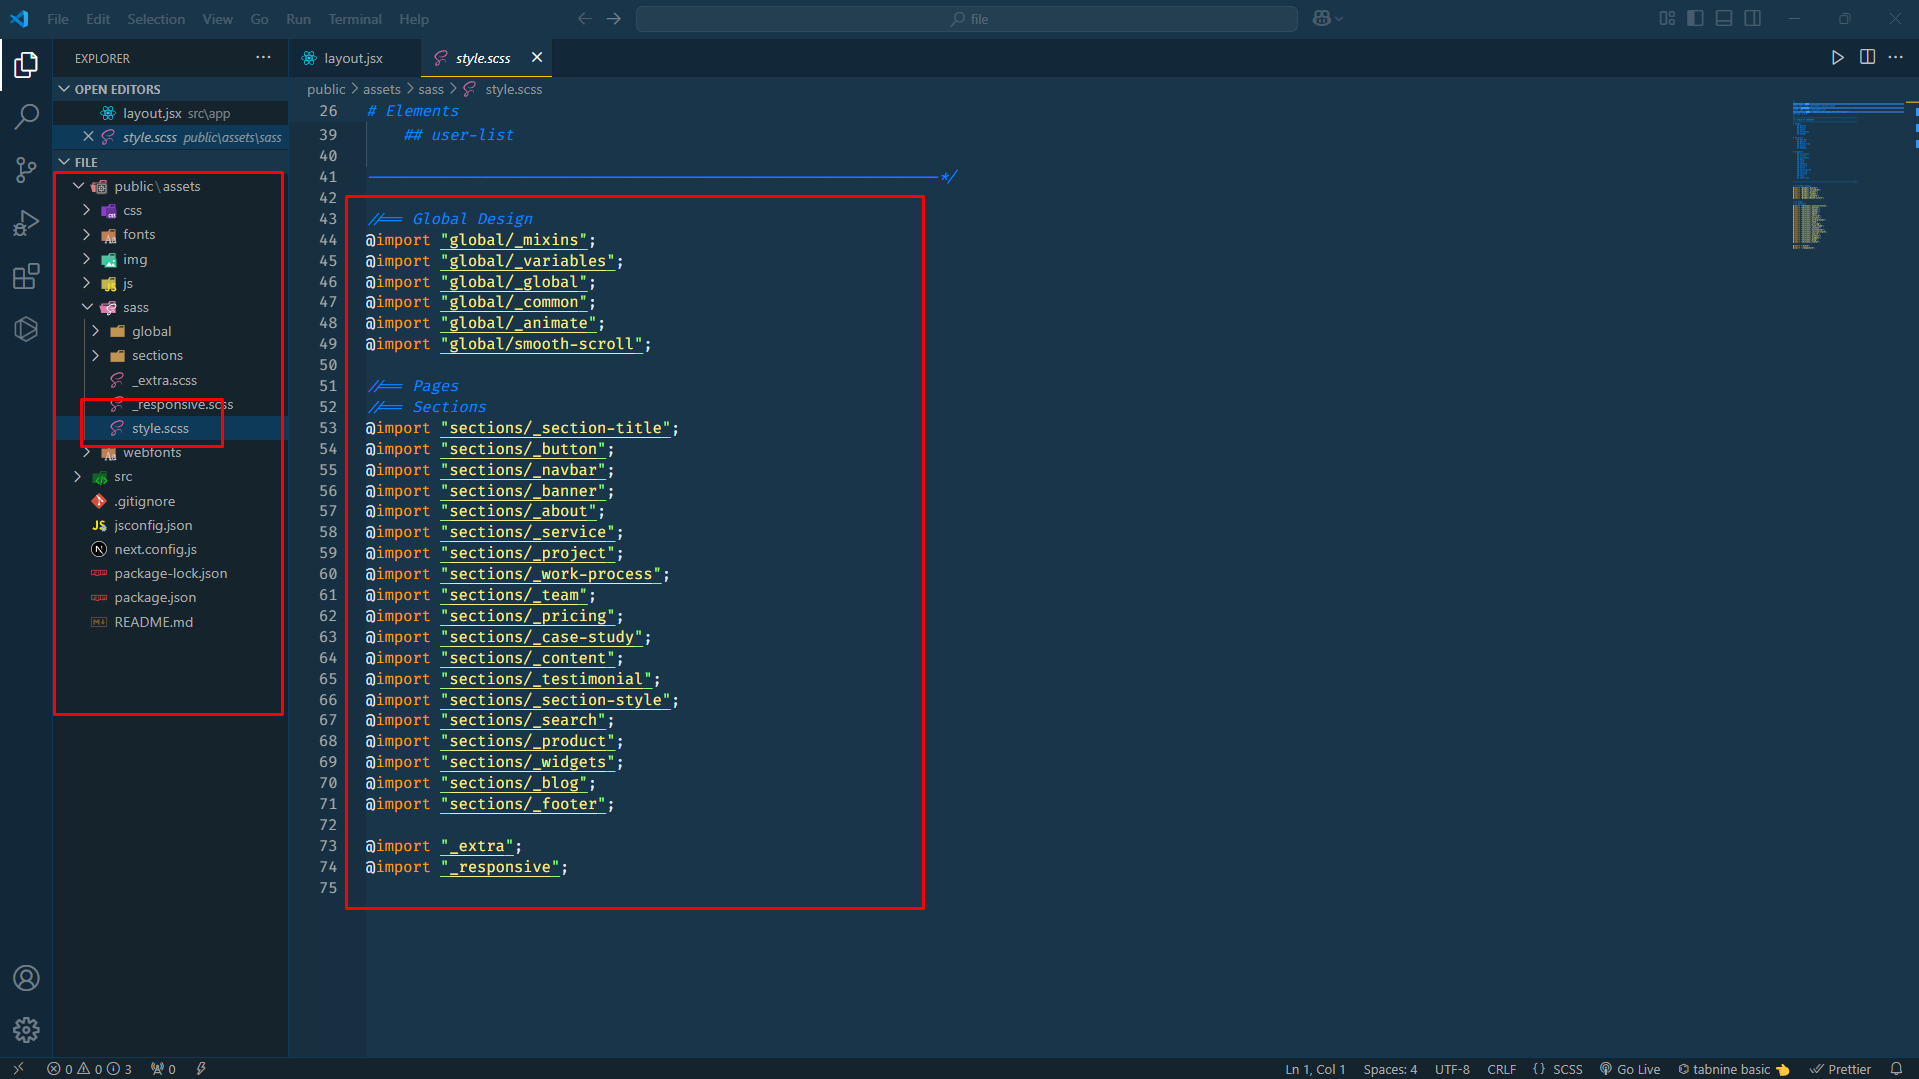 File Edit Selection View Go Run Terminal Help
file
EXPLORER
layout.jsx
style.scss
OPEN EDITORS
layout.jsx src\app
style.scss public\assets\sass
FILE
public\assets
css
fonts
img
js
sass
global
sections
_extra.scss
_responsive.scss
style.scss
webfonts
src
.gitignore
jsconfig.json
next.config.js
package-lock.json
package.json
README.md
public > assets > sass > style.scss
26 # Elements
39 ## user-list
40
41 */
42
43 //=== Global Design
44 @import "global/_mixins";
45 @import "global/_variables";
46 @import "global/_global";
47 @import "global/_common";
48 @import "global/_animate";
49 @import "global/smooth-scroll";
50
51 //=== Pages
52 //=== Sections
53 @import "sections/_section-title";
54 @import "sections/_button";
55 @import "sections/_navbar";
56 @import "sections/_banner";
57 @import "sections/_about";
58 @import "sections/_service";
59 @import "sections/_project";
60 @import "sections/_work-process";
61 @import "sections/_team";
62 @import "sections/_pricing";
63 @import "sections/_case-study";
64 @import "sections/_content";
65 @import "sections/_testimonial";
66 @import "sections/_section-style";
67 @import "sections/_search";
68 @import "sections/_product";
69 @import "sections/_widgets";
70 @import "sections/_blog";
71 @import "sections/_footer";
72
73 @import "_extra";
74 @import "_responsive";
75
0 0 3 0
Ln 1, Col 1 Spaces: 4 UTF-8 CRLF {} SCSS Go Live tabnine basic Prettier